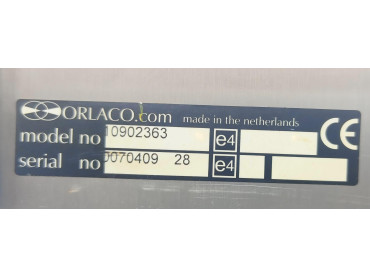 ORLACO.com made in the netherlands
model no 10902363 e4 CE
serial no 0070409 28 e4